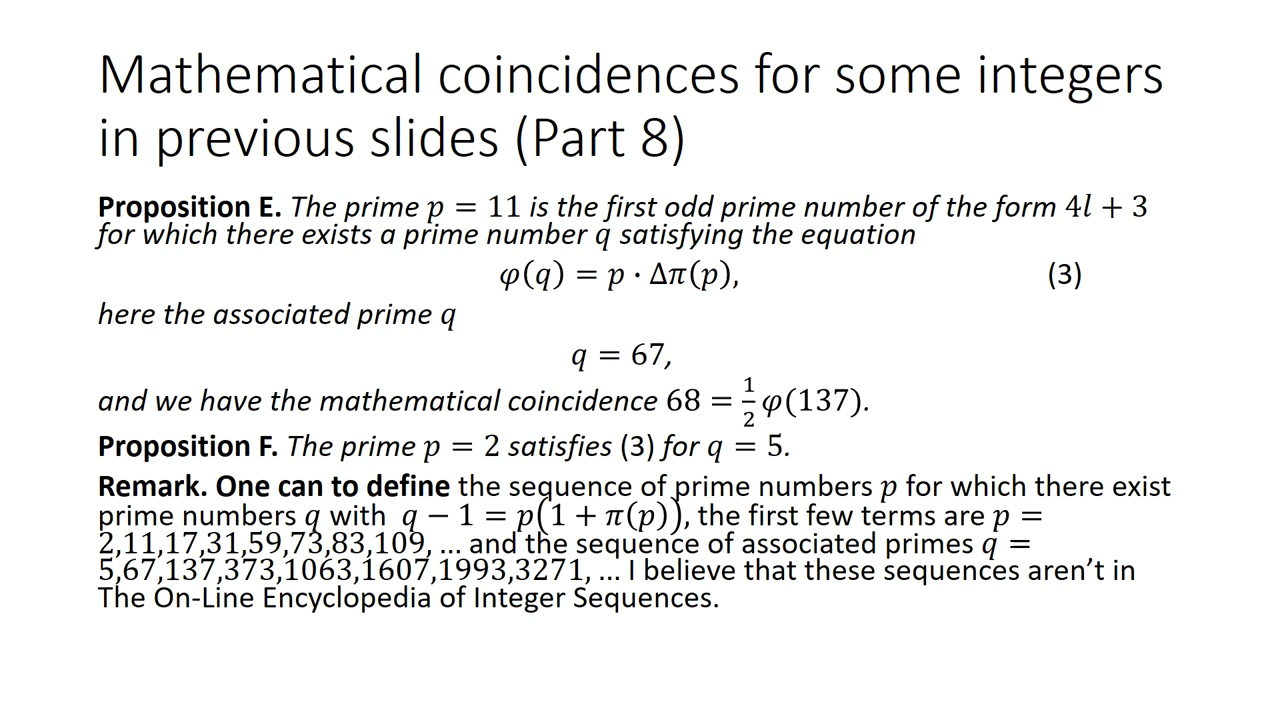 Mathematical coincidences for some integers
in previous slides (Part 8)
Proposition E. The prime p = 11 is the first odd prime number of the form 4l + 3
for which there exists a prime number q satisfying the equation
φ(q) = p · Δπ(p), (3)
here the associated prime q
q = 67,
and we have the mathematical coincidence 68 = 1/2 φ(137).
Proposition F. The prime p = 2 satisfies (3) for q = 5.
Remark. One can to define the sequence of prime numbers p for which there exist
prime numbers q with q − 1 = p(1 + π(p)), the first few terms are p =
2,11,17,31,59,73,83,109, ... and the sequence of associated primes q =
5,67,137,373,1063,1607,1993,3271, ... I believe that these sequences aren’t in
The On-Line Encyclopedia of Integer Sequences.